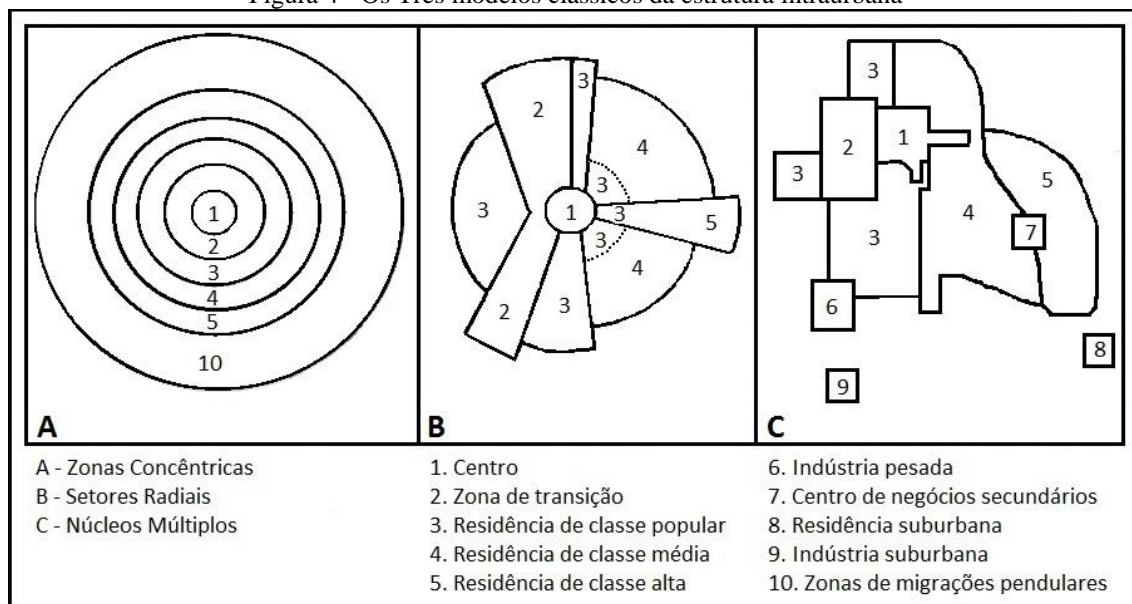 Figura 4 - Os Três modelos clássicos da estrutura intraurbana
1
2
3
4
5
10
A
2
3
4
3
3
1
3
5
3
4
2
3
B
3
1
2
3
5
4
7
3
6
8
9
C
A - Zonas Concêntricas
B - Setores Radiais
C - Núcleos Múltiplos
1. Centro
2. Zona de transição
3. Residência de classe popular
4. Residência de classe média
5. Residência de classe alta
6. Indústria pesada
7. Centro de negócios secundários
8. Residência suburbana
9. Indústria suburbana
10. Zonas de migrações pendulares